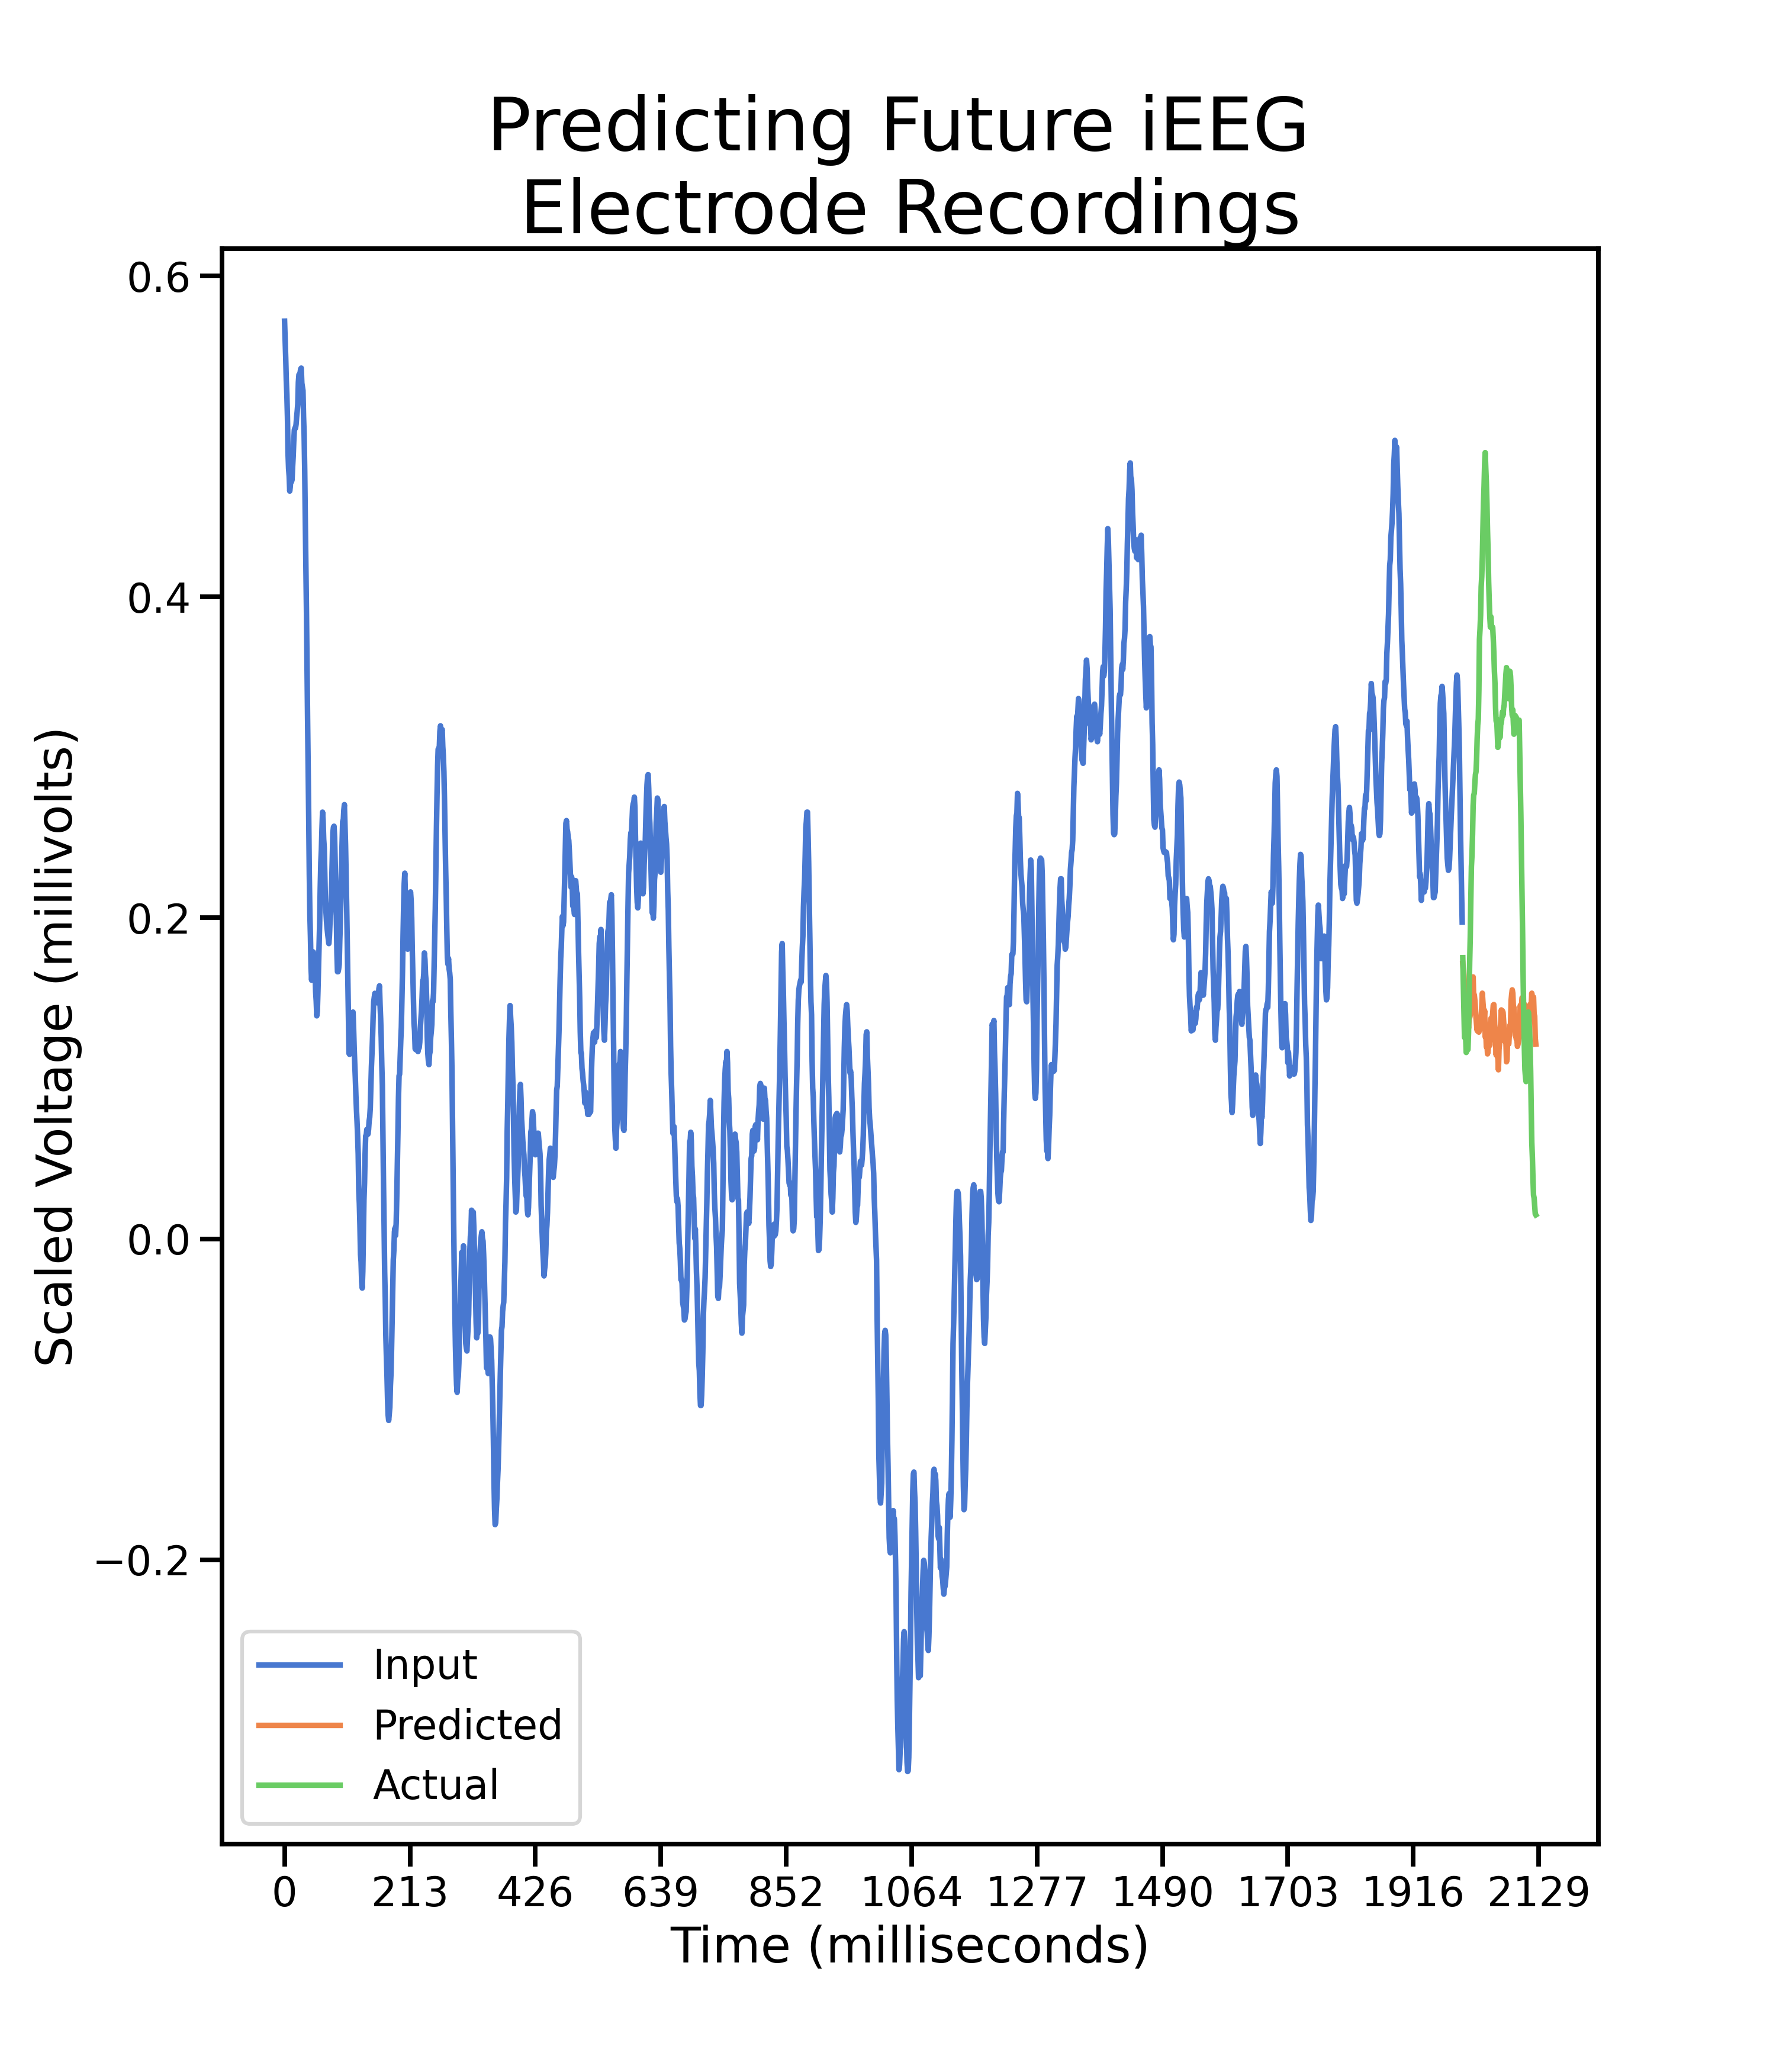 Predicting Future iEEG
Electrode Recordings
0.6
0.4
0.2
0.0
−0.2
Scaled Voltage (millivolts)
Input
Predicted
Actual
0 213 426 639 852 1064 1277 1490 1703 1916 2129
Time (milliseconds)